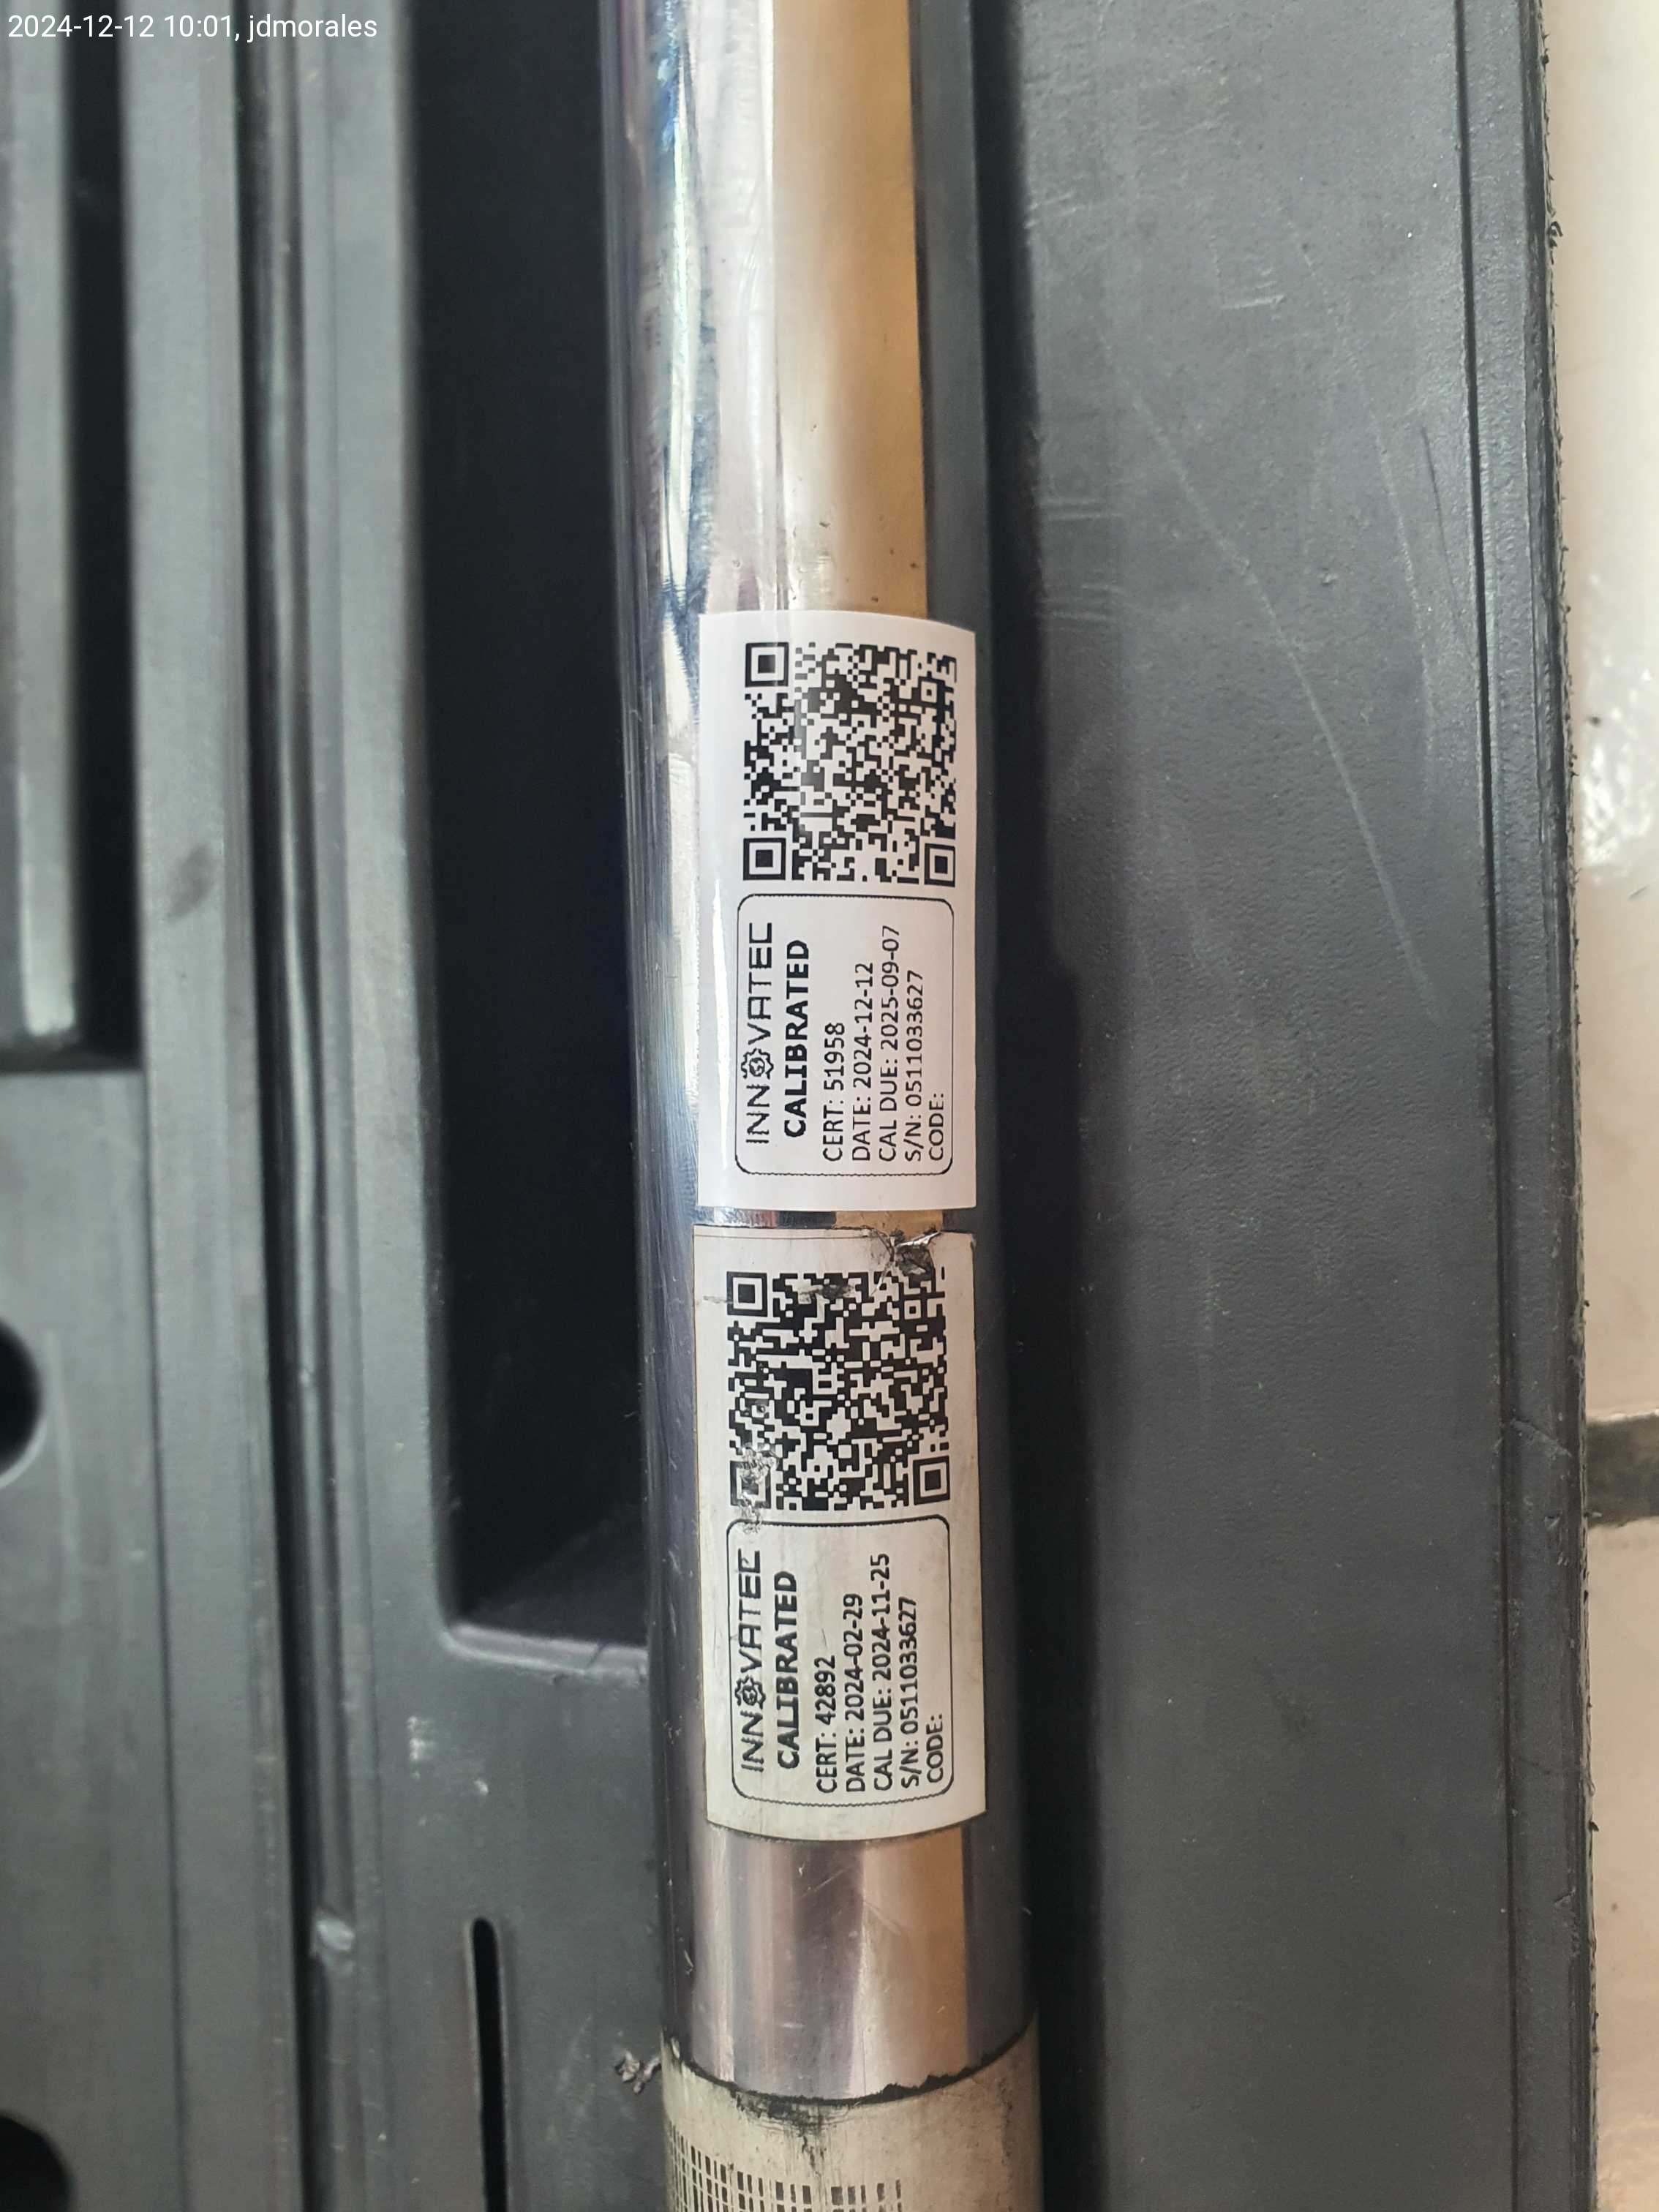 2024-12-12 10:01, jdmorales
INNOVATEC
CALIBRATED
CERT: 51958
DATE: 2024-12-12
CAL DUE: 2025-09-07
S/N: 0511033627
CODE:
INNOVATEC
CALIBRATED
CERT: 42892
DATE: 2024-02-29
CAL DUE: 2024-11-25
S/N: 0511033627
CODE: